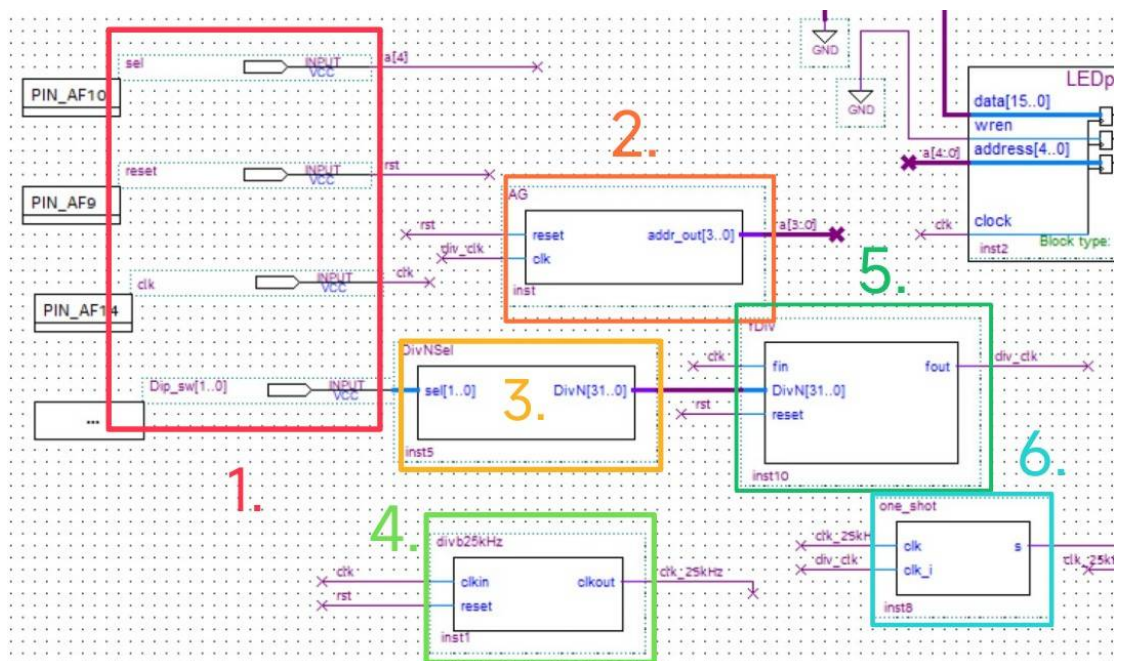 sel
INPUT
VCC
a[4]
PIN_AF10
reset
INPUT
VCC
rst
PIN_AF9
clk
INPUT
VCC
clk
PIN_AF14
Dip_sw[1..0]
INPUT
VCC
...
1.
2.
AG
rst
reset
addr_out[3..0]
a[3..0]
div_clk
clk
inst
GND
GND
LEDp
data[15..0]
wren
a[4..0]
address[4..0]
clk
clock
inst2
Block type:
DivNSel
sel[1..0]
3.
DivN[31..0]
inst5
5.
fDiv
clk
fin
fout
div_clk
DivN[31..0]
rst
reset
inst10
4.
divb25kHz
clk
clkin
clkout
clk_25kHz
rst
reset
inst1
6.
one_shot
clk_25kH
clk
s
div_clk
clk_i
clk_25k
inst8